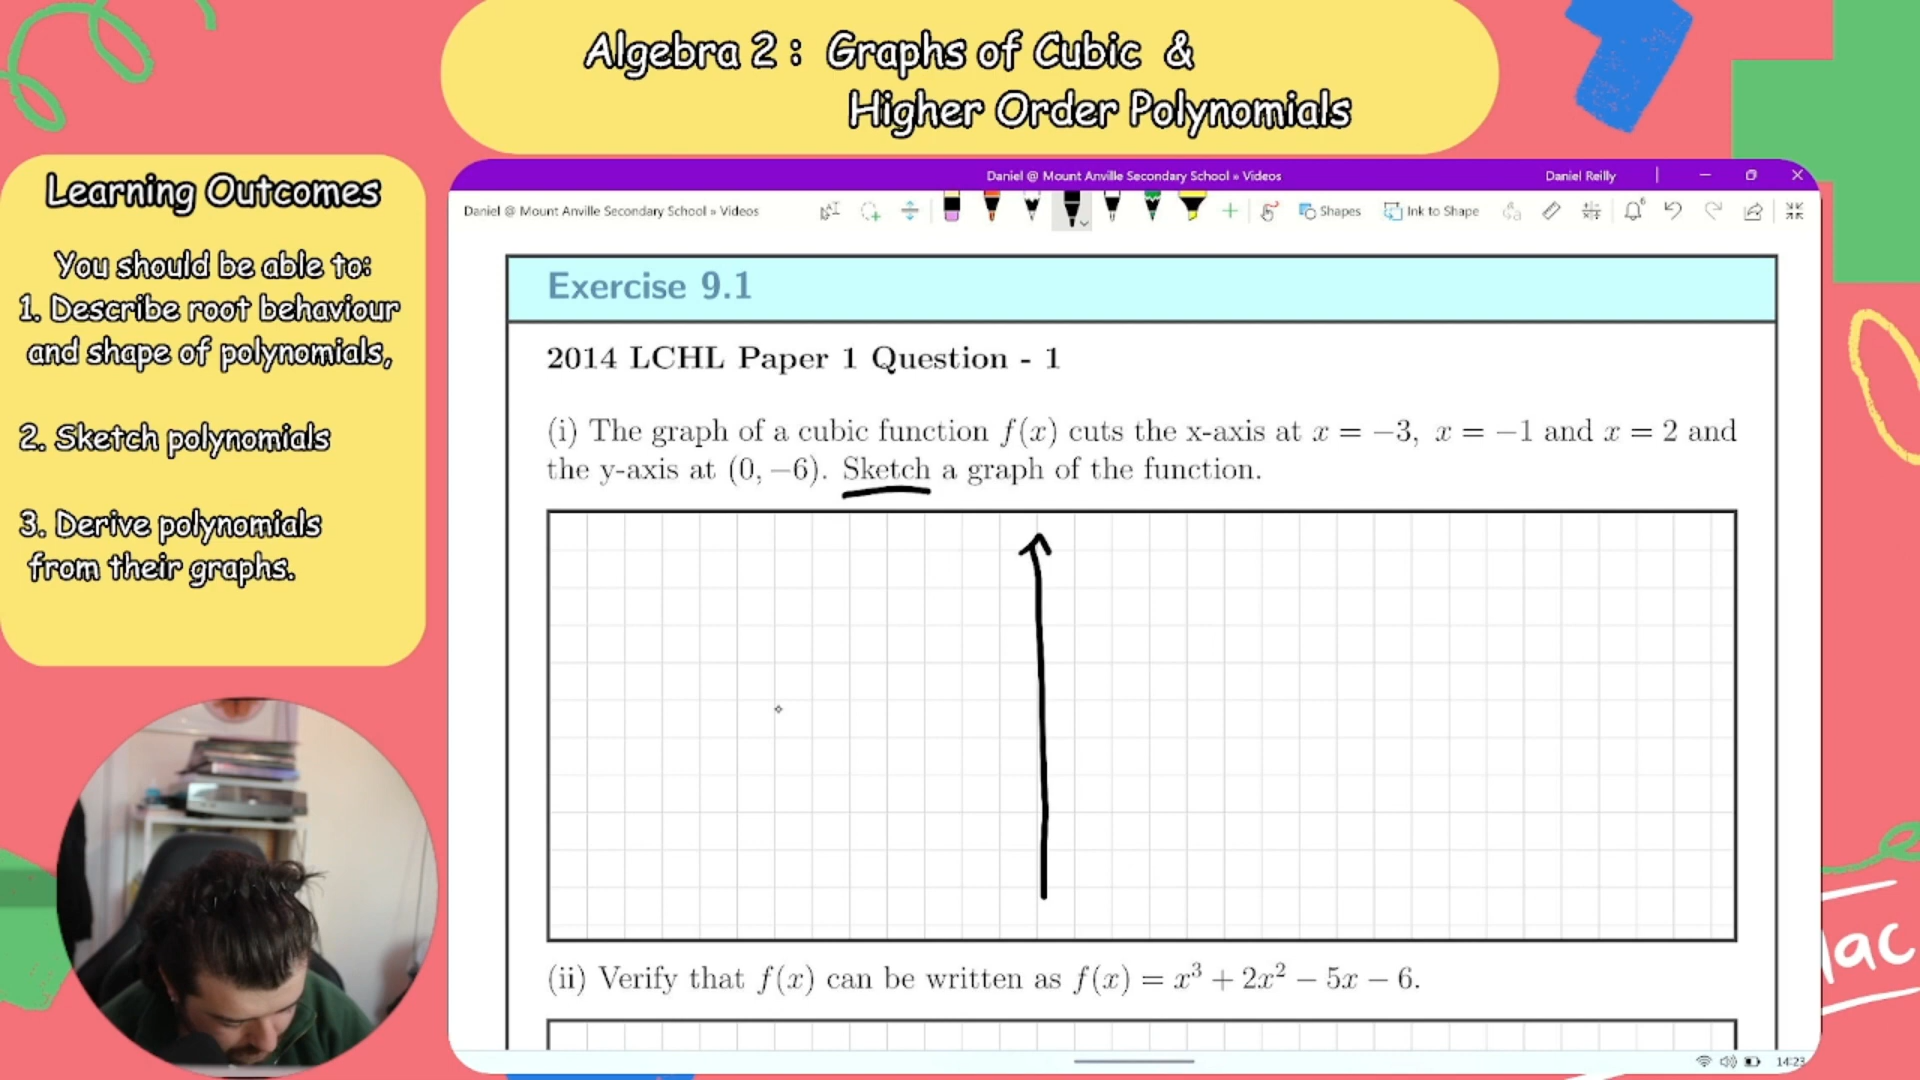 Algebra 2 : Graphs of Cubic &
Higher Order Polynomials
Learning Outcomes
You should be able to:
1. Describe root behaviour
and shape of polynomials,
2. Sketch polynomials
3. Derive polynomials
from their graphs.
Daniel @ Mount Anville Secondary School » Videos
Daniel Reilly
Daniel @ Mount Anville Secondary School » Videos
Shapes
Ink to Shape
6
Exercise 9.1
2014 LCHL Paper 1 Question - 1
(i) The graph of a cubic function f(x) cuts the x-axis at x = −3, x = −1 and x = 2 and
the y-axis at (0, −6). Sketch a graph of the function.
(ii) Verify that f(x) can be written as f(x) = x³ + 2x² − 5x − 6.
14:23